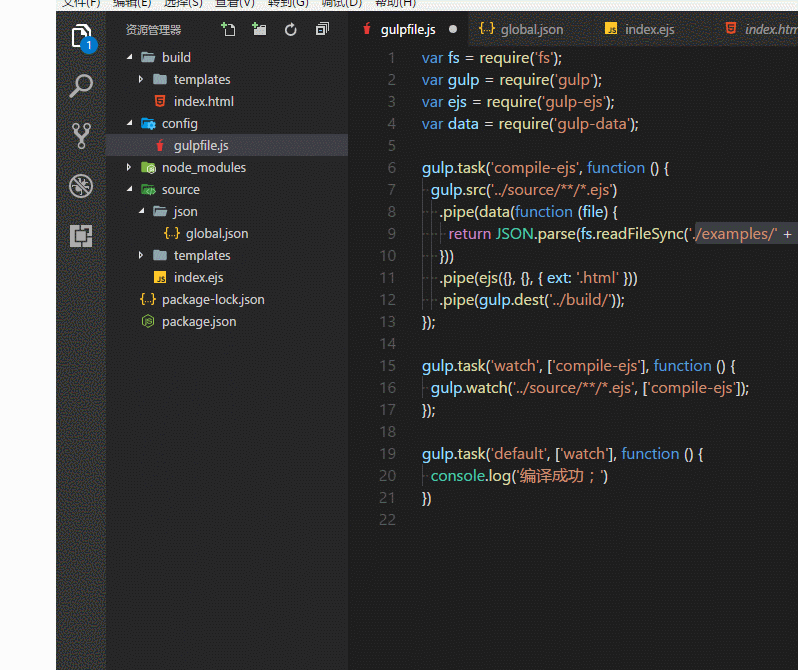 文件(F) 编辑(E) 选择(S) 查看(V) 转到(G) 调试(D) 帮助(H)
资源管理器
1
build
templates
index.html
config
gulpfile.js
node_modules
source
json
{..} global.json
templates
JS index.ejs
{..} package-lock.json
package.json
gulpfile.js ● {..} global.json JS index.ejs index.htm
1 var fs = require('fs');
2 var gulp = require('gulp');
3 var ejs = require('gulp-ejs');
4 var data = require('gulp-data');
5
6 gulp.task('compile-ejs', function () {
7 gulp.src('../source/**/*.ejs')
8 .pipe(data(function (file) {
9 return JSON.parse(fs.readFileSync('./examples/' +
10 }))
11 .pipe(ejs({}, {}, { ext: '.html' }))
12 .pipe(gulp.dest('../build/'));
13 });
14
15 gulp.task('watch', ['compile-ejs'], function () {
16 gulp.watch('../source/**/*.ejs', ['compile-ejs']);
17 });
18
19 gulp.task('default', ['watch'], function () {
20 console.log('编译成功；')
21 })
22